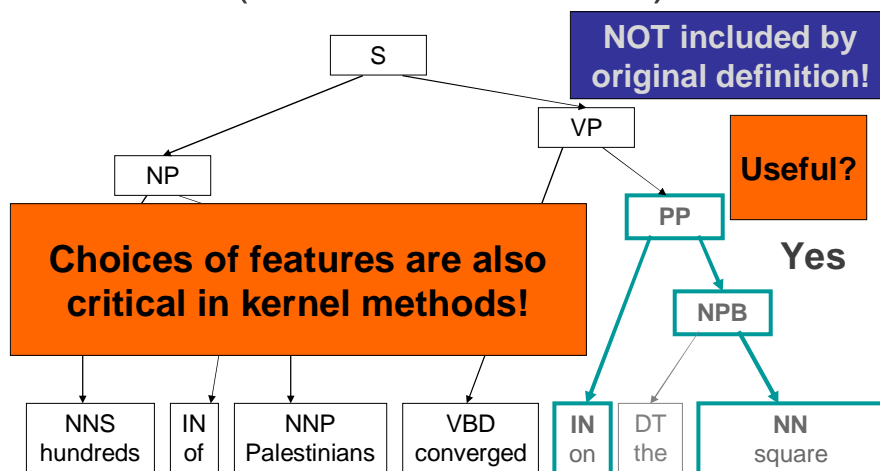 S
NOT included by
original definition!
VP
NP
Useful?
PP
Choices of features are also
critical in kernel methods!
Yes
NPB
NNS
hundreds
IN
of
NNP
Palestinians
VBD
converged
IN
on
DT
the
NN
square